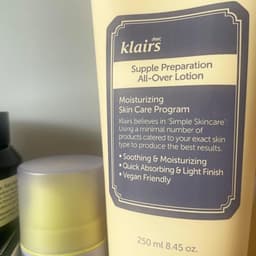 dear,
klairs
Supple Preparation
All-Over Lotion
Moisturizing
Skin Care Program
Klairs believes in 'Simple Skincare'
Using a minimal number of
products catered to your exact skin
type to produce the best results.
• Soothing & Moisturizing
• Quick Absorbing & Light Finish
• Vegan Friendly
250 ml 8.45 oz.